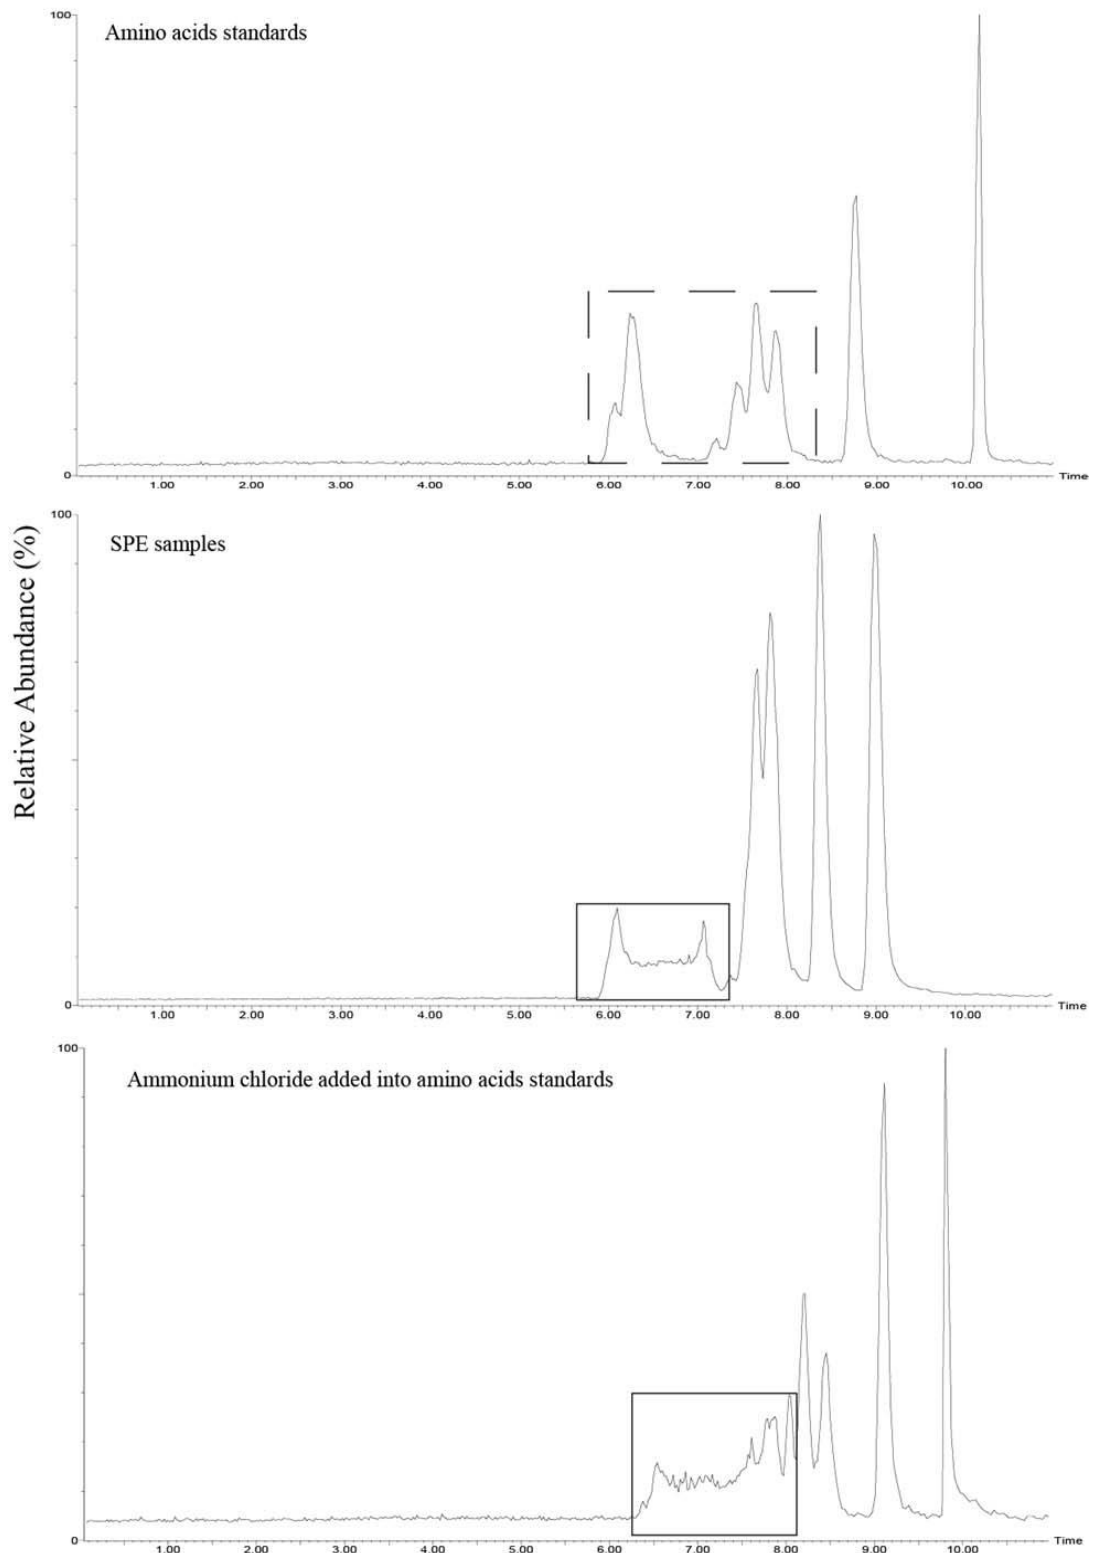 100
Amino acids standards
0
1.00 2.00 3.00 4.00 5.00 6.00 7.00 8.00 9.00 10.00 Time
Relative Abundance (%)
100
SPE samples
0
1.00 2.00 3.00 4.00 5.00 6.00 7.00 8.00 9.00 10.00 Time
100
Ammonium chloride added into amino acids standards
0
1.00 2.00 3.00 4.00 5.00 6.00 7.00 8.00 9.00 10.00 Time